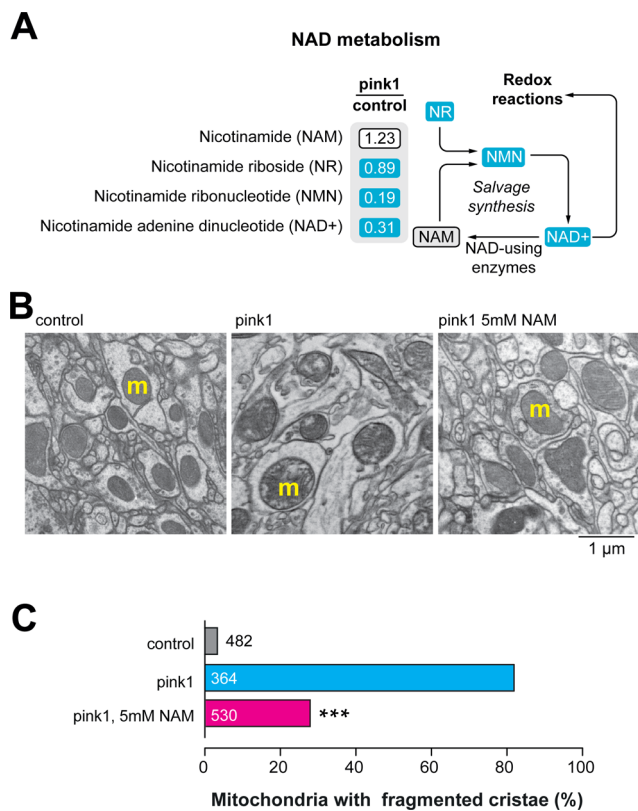 A
NAD metabolism
pink1
control
Nicotinamide (NAM)
1.23
Nicotinamide riboside (NR)
0.89
Nicotinamide ribonucleotide (NMN)
0.19
Nicotinamide adenine dinucleotide (NAD+)
0.31
Redox
reactions
NR
NMN
Salvage
synthesis
NAM
NAD+
NAD-using
enzymes
B
control
pink1
pink1 5mM NAM
m
m
m
1 µm
C
control
482
pink1
364
pink1, 5mM NAM
530
***
0 20 40 60 80 100
Mitochondria with fragmented cristae (%)